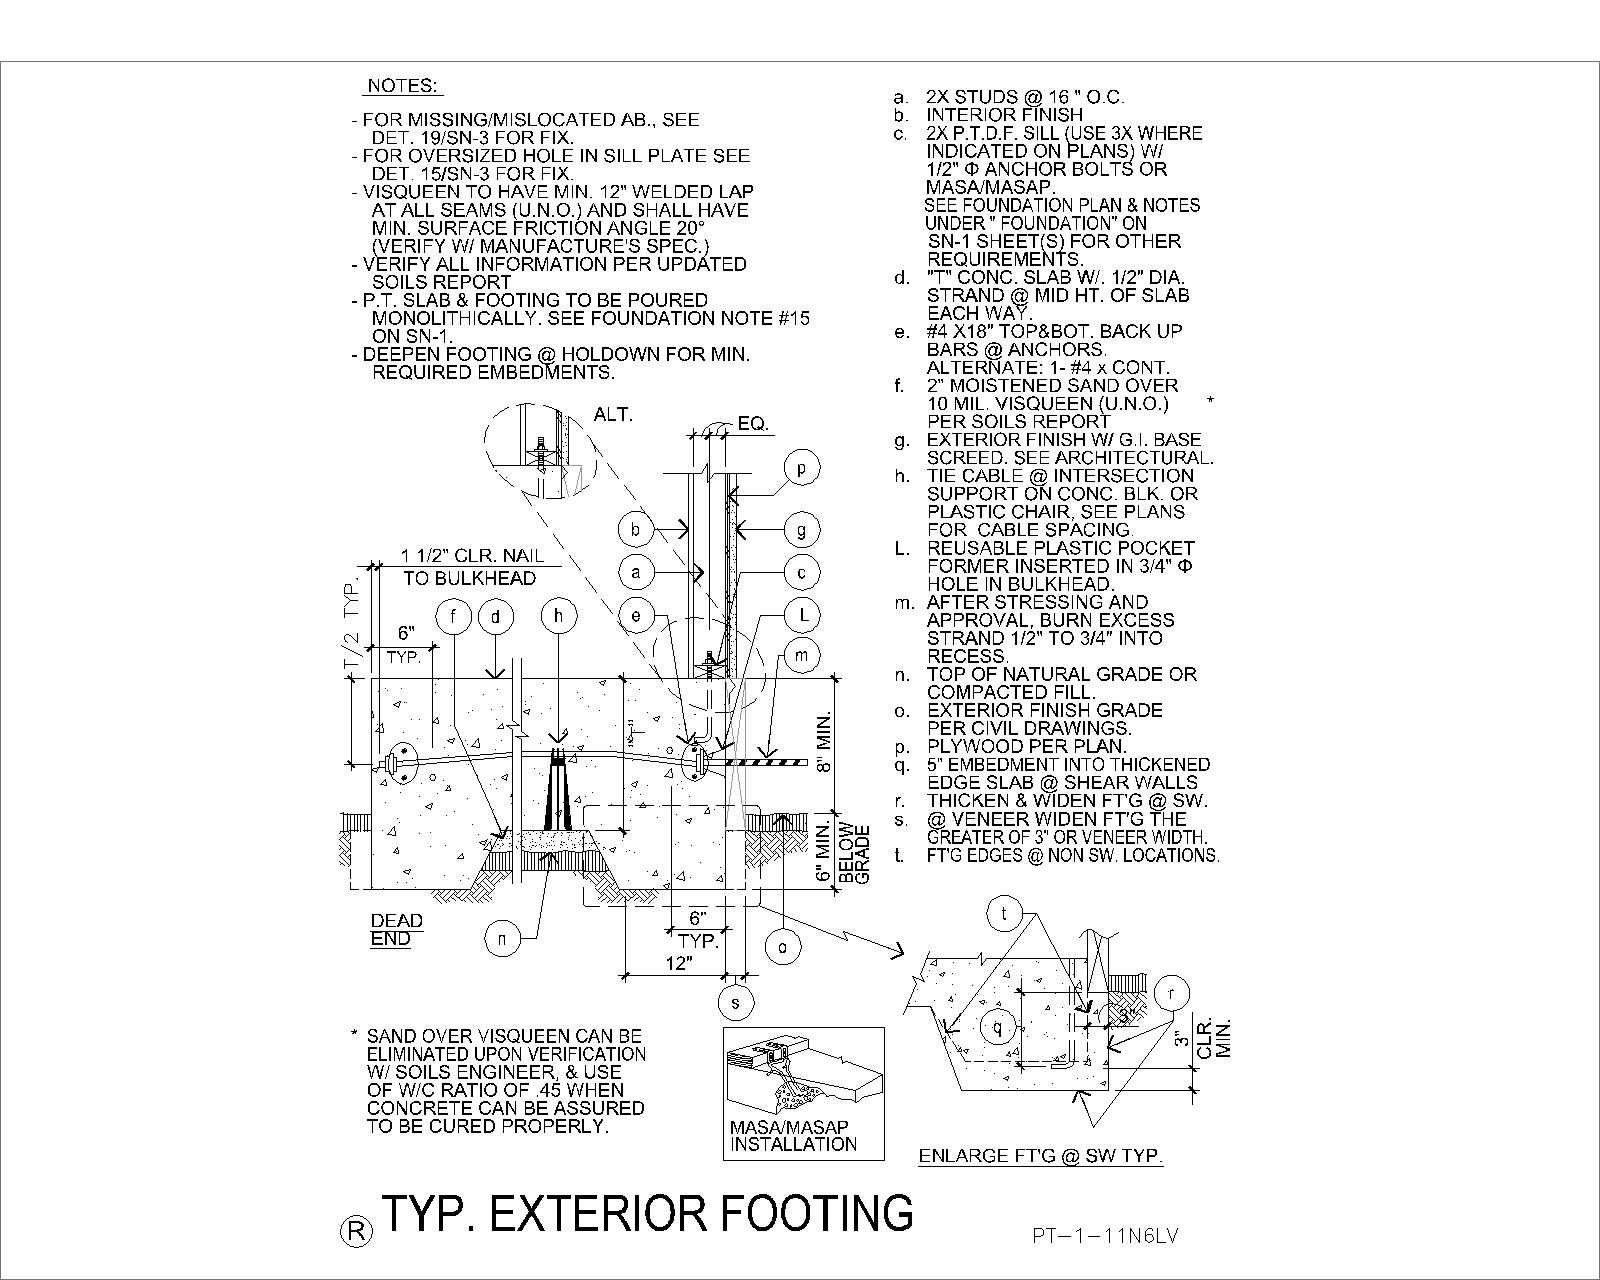 NOTES:
- FOR MISSING/MISLOCATED AB., SEE
DET. 19/SN-3 FOR FIX.
- FOR OVERSIZED HOLE IN SILL PLATE SEE
DET. 15/SN-3 FOR FIX.
- VISQUEEN TO HAVE MIN. 12" WELDED LAP
AT ALL SEAMS (U.N.O.) AND SHALL HAVE
MIN. SURFACE FRICTION ANGLE 20°
(VERIFY W/ MANUFACTURE'S SPEC.)
- VERIFY ALL INFORMATION PER UPDATED
SOILS REPORT
- P.T. SLAB & FOOTING TO BE POURED
MONOLITHICALLY. SEE FOUNDATION NOTE #15
ON SN-1.
- DEEPEN FOOTING @ HOLDOWN FOR MIN.
REQUIRED EMBEDMENTS.
a. 2X STUDS @ 16 " O.C.
b. INTERIOR FINISH
c. 2X P.T.D.F. SILL (USE 3X WHERE
INDICATED ON PLANS) W/
1/2" Φ ANCHOR BOLTS OR
MASA/MASAP.
SEE FOUNDATION PLAN & NOTES
UNDER " FOUNDATION" ON
SN-1 SHEET(S) FOR OTHER
REQUIREMENTS.
d. "T" CONC. SLAB W/. 1/2" DIA.
STRAND @ MID HT. OF SLAB
EACH WAY.
e. #4 X18" TOP&BOT. BACK UP
BARS @ ANCHORS.
ALTERNATE: 1- #4 x CONT.
f. 2" MOISTENED SAND OVER
10 MIL. VISQUEEN (U.N.O.) *
PER SOILS REPORT
g. EXTERIOR FINISH W/ G.I. BASE
SCREED. SEE ARCHITECTURAL.
h. TIE CABLE @ INTERSECTION
SUPPORT ON CONC. BLK. OR
PLASTIC CHAIR, SEE PLANS
FOR CABLE SPACING.
L. REUSABLE PLASTIC POCKET
FORMER INSERTED IN 3/4" Φ
HOLE IN BULKHEAD.
m. AFTER STRESSING AND
APPROVAL, BURN EXCESS
STRAND 1/2" TO 3/4" INTO
RECESS.
n. TOP OF NATURAL GRADE OR
COMPACTED FILL.
o. EXTERIOR FINISH GRADE
PER CIVIL DRAWINGS.
p. PLYWOOD PER PLAN.
q. 5" EMBEDMENT INTO THICKENED
EDGE SLAB @ SHEAR WALLS
r. THICKEN & WIDEN FT'G @ SW.
s. @ VENEER WIDEN FT'G THE
GREATER OF 3" OR VENEER WIDTH.
t. FT'G EDGES @ NON SW. LOCATIONS.
ALT.
EQ.
p
b
g
a
c
1 1/2" CLR. NAIL
TO BULKHEAD
T/2 TYP.
f
d
h
e
L
m
6"
TYP.
8" MIN.
6" MIN.
BELOW
GRADE
DEAD
END
n
6"
TYP.
12"
o
s
t
r
q
3"
3"
CLR.
MIN.
* SAND OVER VISQUEEN CAN BE
ELIMINATED UPON VERIFICATION
W/ SOILS ENGINEER, & USE
OF W/C RATIO OF .45 WHEN
CONCRETE CAN BE ASSURED
TO BE CURED PROPERLY.
MASA/MASAP
INSTALLATION
ENLARGE FT'G @ SW TYP.
R TYP. EXTERIOR FOOTING
PT-1-11N6LV